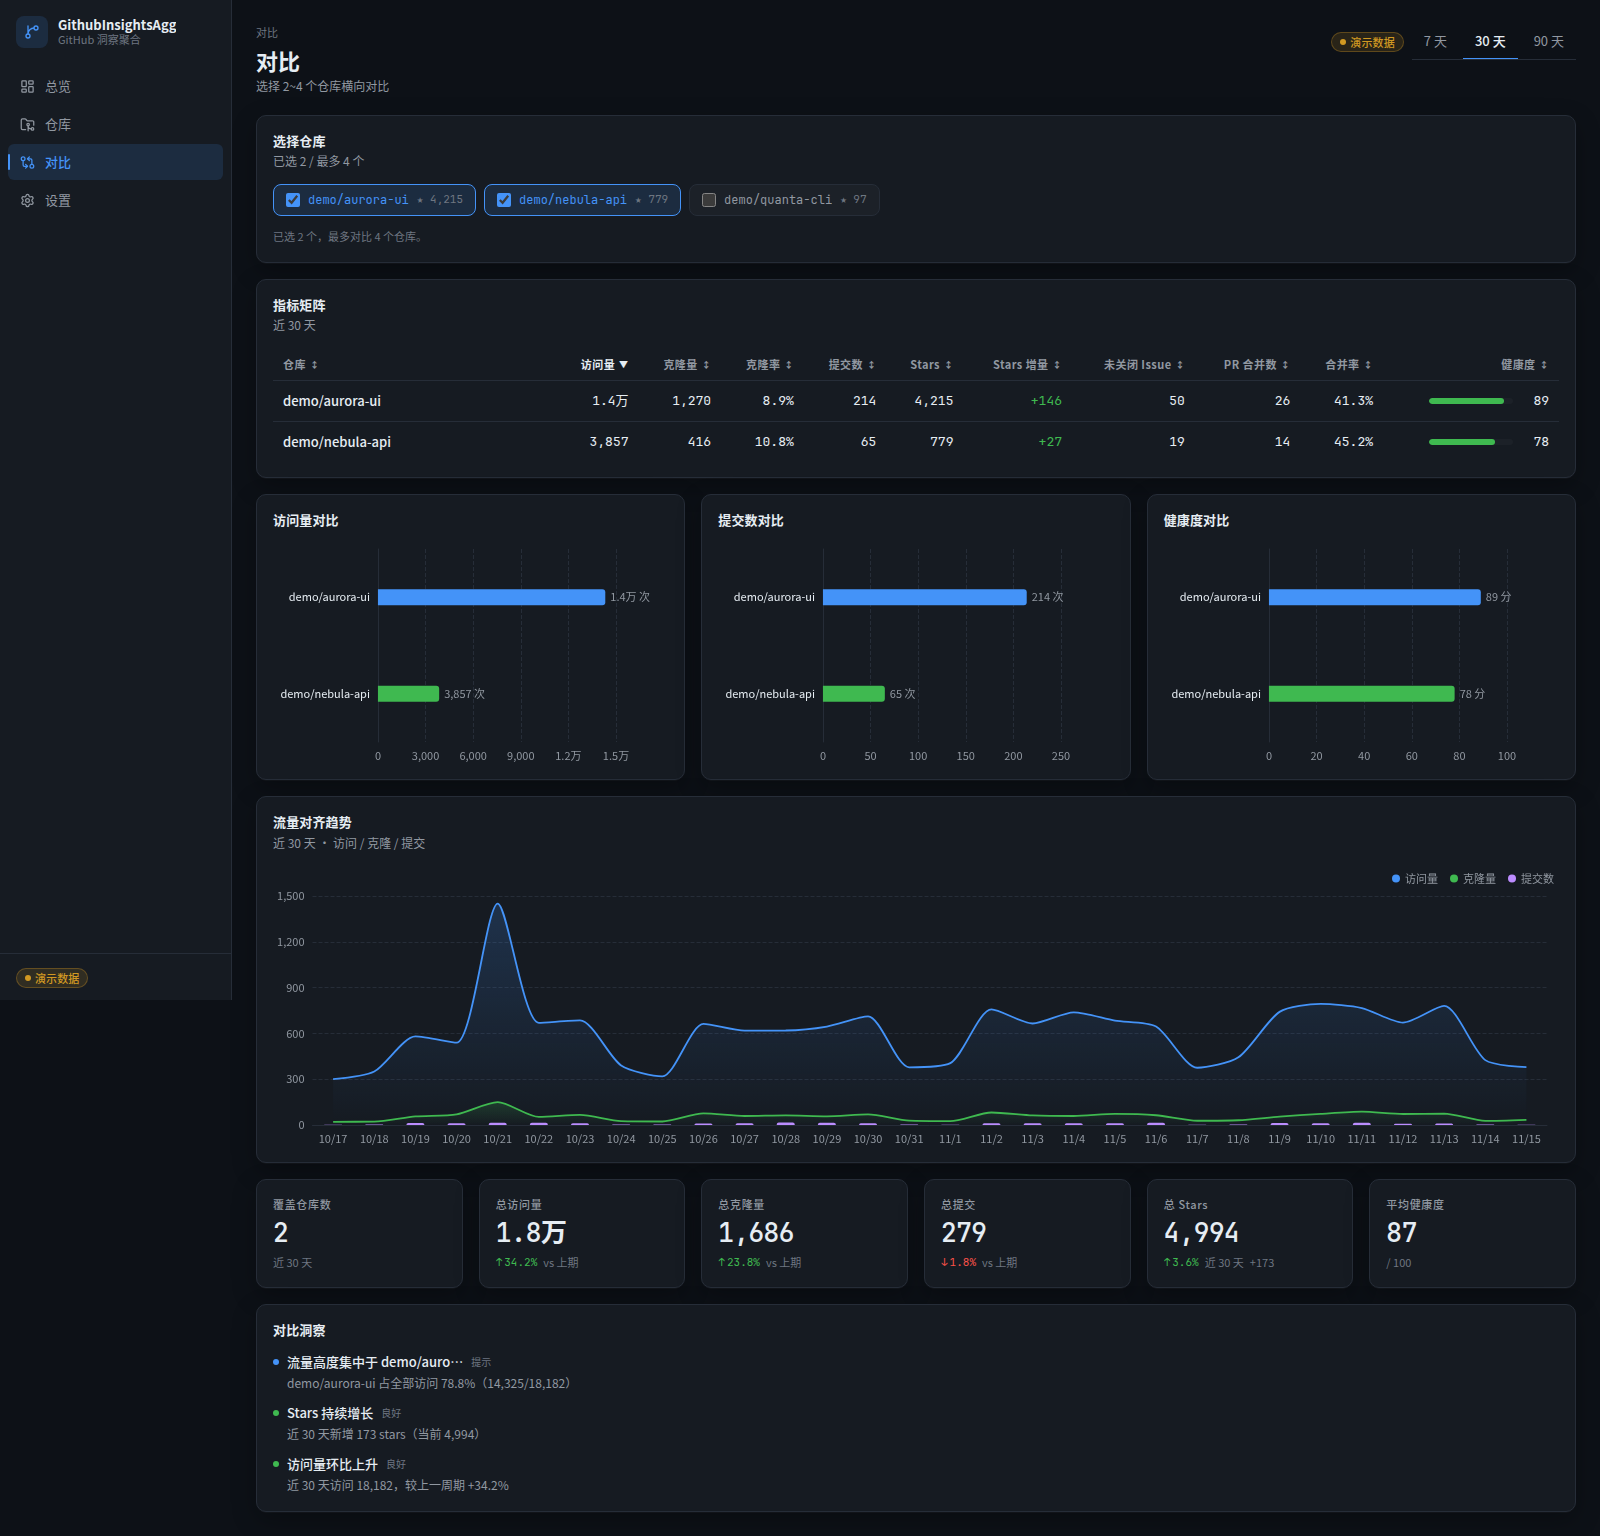 GithubInsightsAgg
GitHub 洞察聚合
总览
仓库
对比
设置
演示数据
对比
对比
选择 2~4 个仓库横向对比
演示数据
7 天
30 天
90 天
选择仓库
已选 2 / 最多 4 个
demo/aurora-ui ★ 4,215
demo/nebula-api ★ 779
demo/quanta-cli ★ 97
已选 2 个，最多对比 4 个仓库。
指标矩阵
近 30 天
仓库 ↕ 访问量 ▼ 克隆量 ↕ 克隆率 ↕ 提交数 ↕ Stars ↕ Stars 增量 ↕ 未关闭 Issue ↕ PR 合并数 ↕ 合并率 ↕ 健康度 ↕
demo/aurora-ui 1.4万 1,270 8.9% 214 4,215 +146 50 26 41.3% 89
demo/nebula-api 3,857 416 10.8% 65 779 +27 19 14 45.2% 78
访问量对比
demo/aurora-ui 1.4万 次
demo/nebula-api 3,857 次
0 3,000 6,000 9,000 1.2万 1.5万
提交数对比
demo/aurora-ui 214 次
demo/nebula-api 65 次
0 50 100 150 200 250
健康度对比
demo/aurora-ui 89 分
demo/nebula-api 78 分
0 20 40 60 80 100
流量对齐趋势
近 30 天 · 访问 / 克隆 / 提交
访问量 克隆量 提交数
1,500
1,200
900
600
300
0
10/17 10/18 10/19 10/20 10/21 10/22 10/23 10/24 10/25 10/26 10/27 10/28 10/29 10/30 10/31 11/1 11/2 11/3 11/4 11/5 11/6 11/7 11/8 11/9 11/10 11/11 11/12 11/13 11/14 11/15
覆盖仓库数
2
近 30 天
总访问量
1.8万
↑34.2% vs 上期
总克隆量
1,686
↑23.8% vs 上期
总提交
279
↓1.8% vs 上期
总 Stars
4,994
↑3.6% 近 30 天 +173
平均健康度
87
/ 100
对比洞察
流量高度集中于 demo/auro… 提示
demo/aurora-ui 占全部访问 78.8%（14,325/18,182）
Stars 持续增长 良好
近 30 天新增 173 stars（当前 4,994）
访问量环比上升 良好
近 30 天访问 18,182，较上一周期 +34.2%